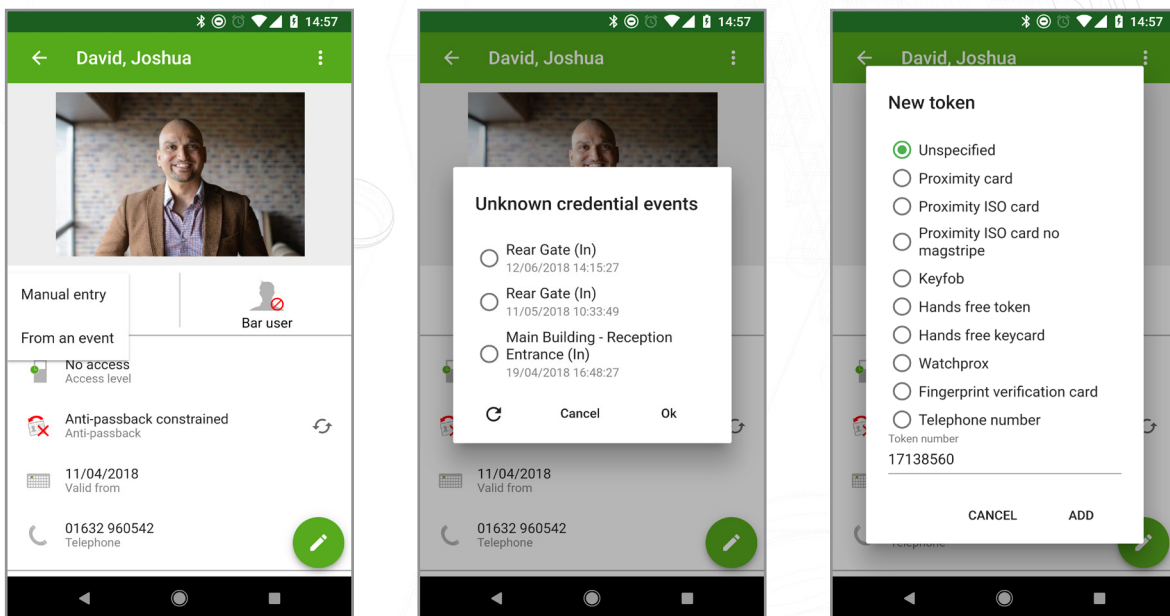 14:57
David, Joshua
Manual entry
From an event
Bar user
No access
Access level
Anti-passback constrained
Anti-passback
11/04/2018
Valid from
01632 960542
Telephone
14:57
David, Joshua
Unknown credential events
Rear Gate (In)
12/06/2018 14:15:27
Rear Gate (In)
11/05/2018 10:33:49
Main Building - Reception
Entrance (In)
19/04/2018 16:48:27
Cancel
Ok
11/04/2018
Valid from
01632 960542
Telephone
14:57
David, Joshua
New token
Unspecified
Proximity card
Proximity ISO card
Proximity ISO card no
magstripe
Keyfob
Hands free token
Hands free keycard
Watchprox
Fingerprint verification card
Telephone number
Token number
17138560
CANCEL
ADD
Telephone